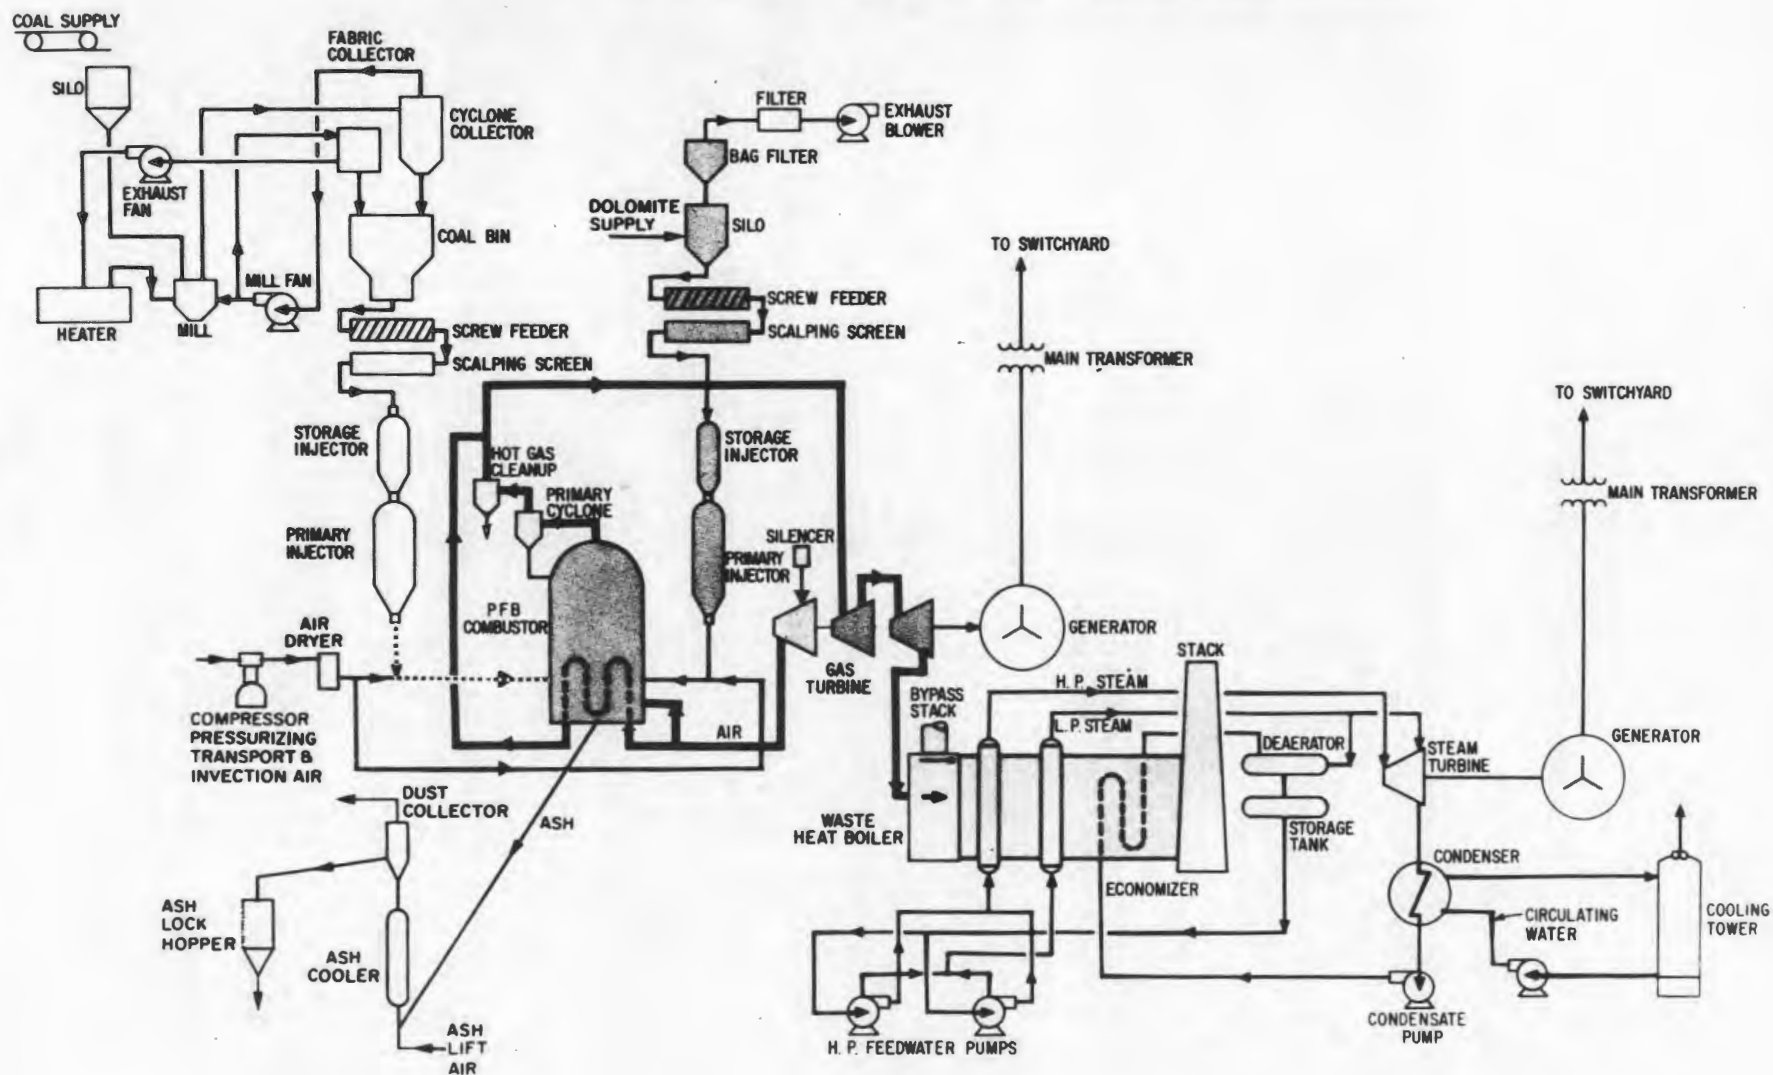 COAL SUPPLY
SILO
FABRIC
COLLECTOR
CYCLONE
COLLECTOR
EXHAUST
FAN
COAL BIN
MILL FAN
HEATER
MILL
SCREW FEEDER
SCALPING SCREEN
STORAGE
INJECTOR
PRIMARY
INJECTOR
FILTER
EXHAUST
BLOWER
BAG FILTER
DOLOMITE
SUPPLY
SILO
SCREW FEEDER
SCALPING SCREEN
STORAGE
INJECTOR
HOT GAS
CLEANUP
PRIMARY
CYCLONE
SILENCER
PRIMARY
INJECTOR
PFB
COMBUSTOR
AIR
DRYER
COMPRESSOR
PRESSURIZING
TRANSPORT &
INVECTION AIR
AIR
GAS
TURBINE
TO SWITCHYARD
MAIN TRANSFORMER
GENERATOR
TO SWITCHYARD
MAIN TRANSFORMER
GENERATOR
STACK
H. P. STEAM
L. P. STEAM
BYPASS
STACK
DEAERATOR
STEAM
TURBINE
WASTE
HEAT BOILER
STORAGE
TANK
ECONOMIZER
CONDENSER
CIRCULATING
WATER
COOLING
TOWER
CONDENSATE
PUMP
H. P. FEEDWATER PUMPS
DUST
COLLECTOR
ASH
ASH
LOCK
HOPPER
ASH
COOLER
ASH
LIFT
AIR